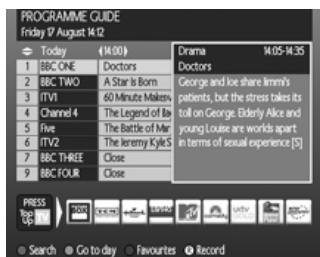 PROGRAMME GUIDE
Friday 17 August 14:12
Today (14:00)
1 BBC ONE Doctors
2 BBC TWO A Star Is Born
3 ITV1 60 Minute Makeov
4 Channel 4 The Legend of
5 Five The Battle of
6 ITV2 The Jeremy Kyle S
7 BBC THREE Close
9 BBC FOUR Close
Drama 14:05-14:35
Doctors
George and Joe share Jimmi's
patients, but the stress takes its
toll on George. Elderly Alice and
young Louise are worlds apart
in terms of sexual experience [S]
PRESS
Top Up TV
comedy
uktv GOLD
Search Go to day Favourites Record